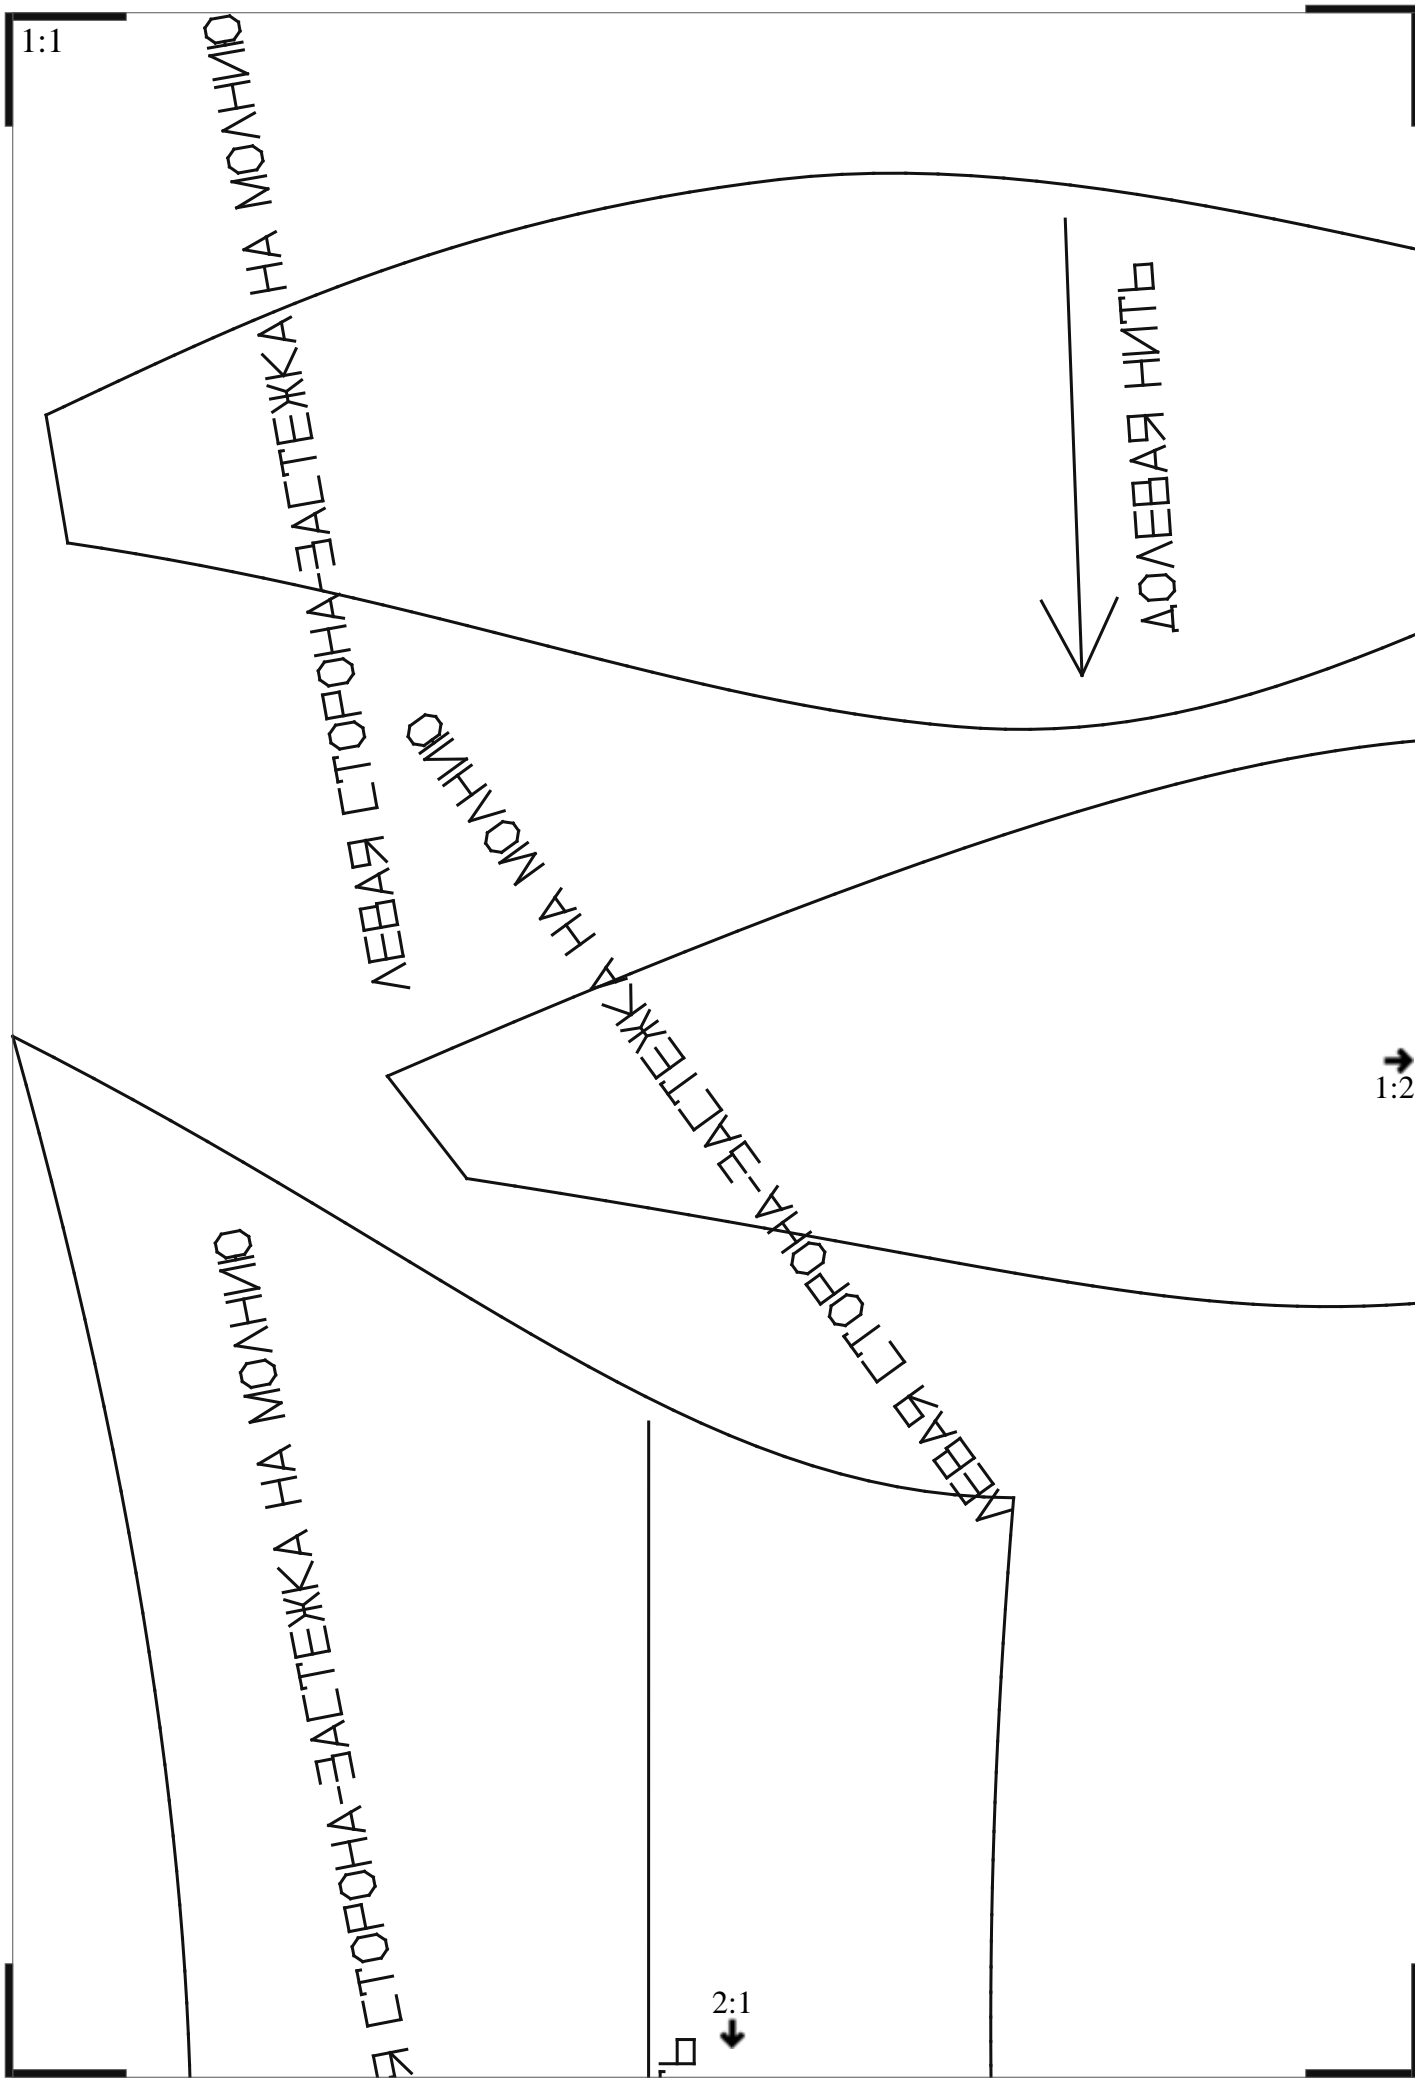 1:1
ЛЕВАЯ СТОРОНА-ЗАСТЕЖКА НА МОЛНИЮ
ДОЛЕВАЯ НИТЬ
ЛЕВАЯ СТОРОНА-ЗАСТЕЖКА НА МОЛНИЮ
1:2
Я СТОРОНА-ЗАСТЕЖКА НА МОЛНИЮ
2:1
Ь